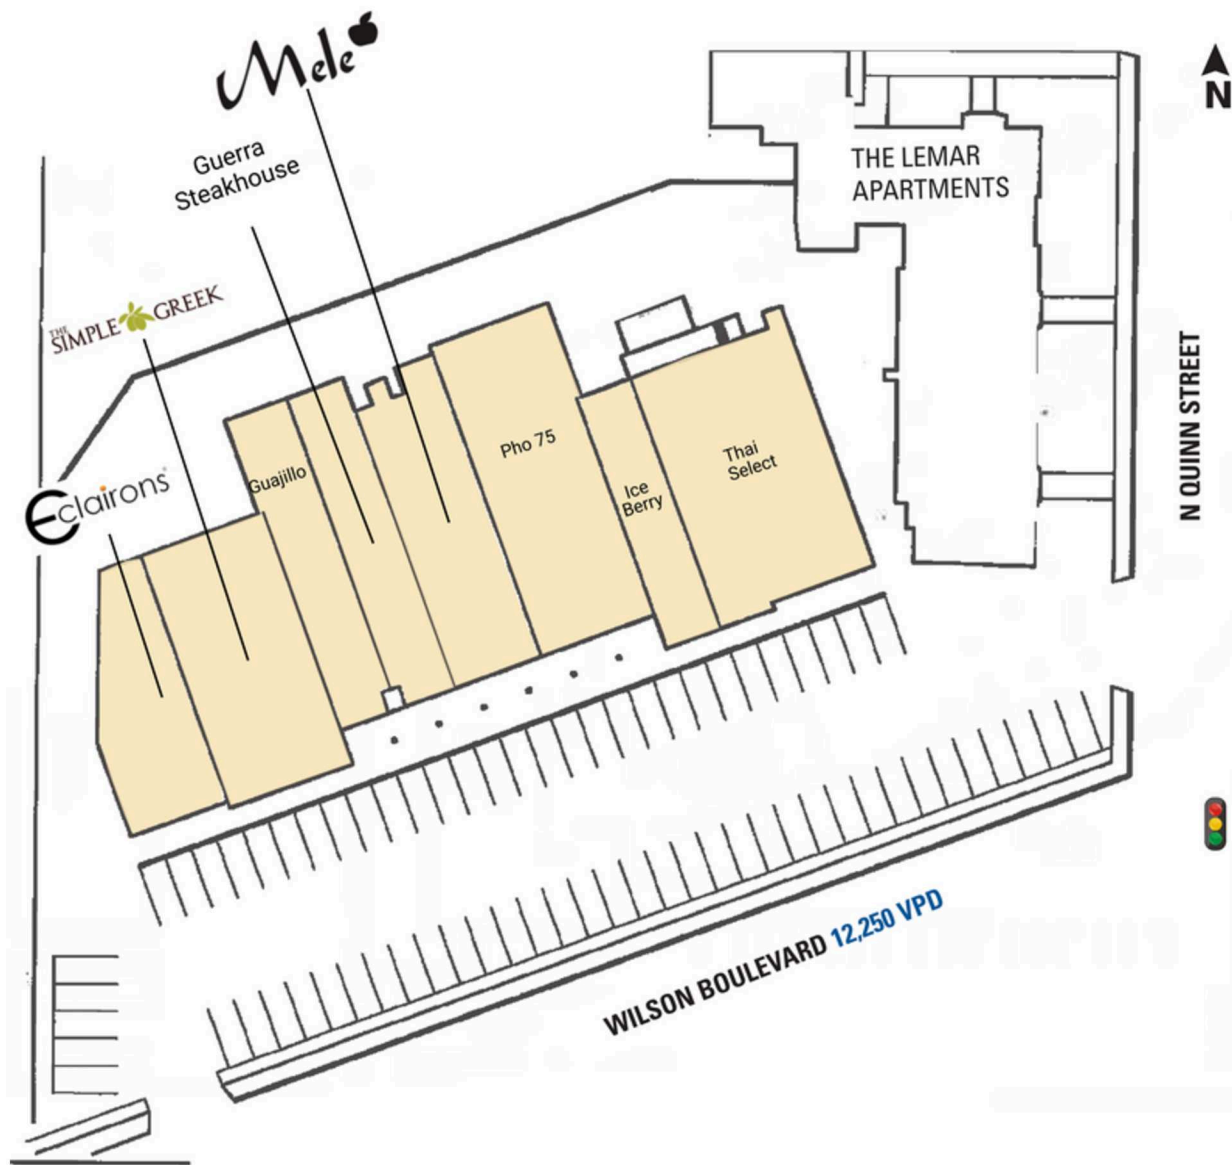 Mele
N
Guerra
Steakhouse
THE LEMAR
APARTMENTS
THE
SIMPLE GREEK
N QUINN STREET
Eclairons
Guajillo
Pho 75
Ice
Berry
Thai
Select
WILSON BOULEVARD 12,250 VPD